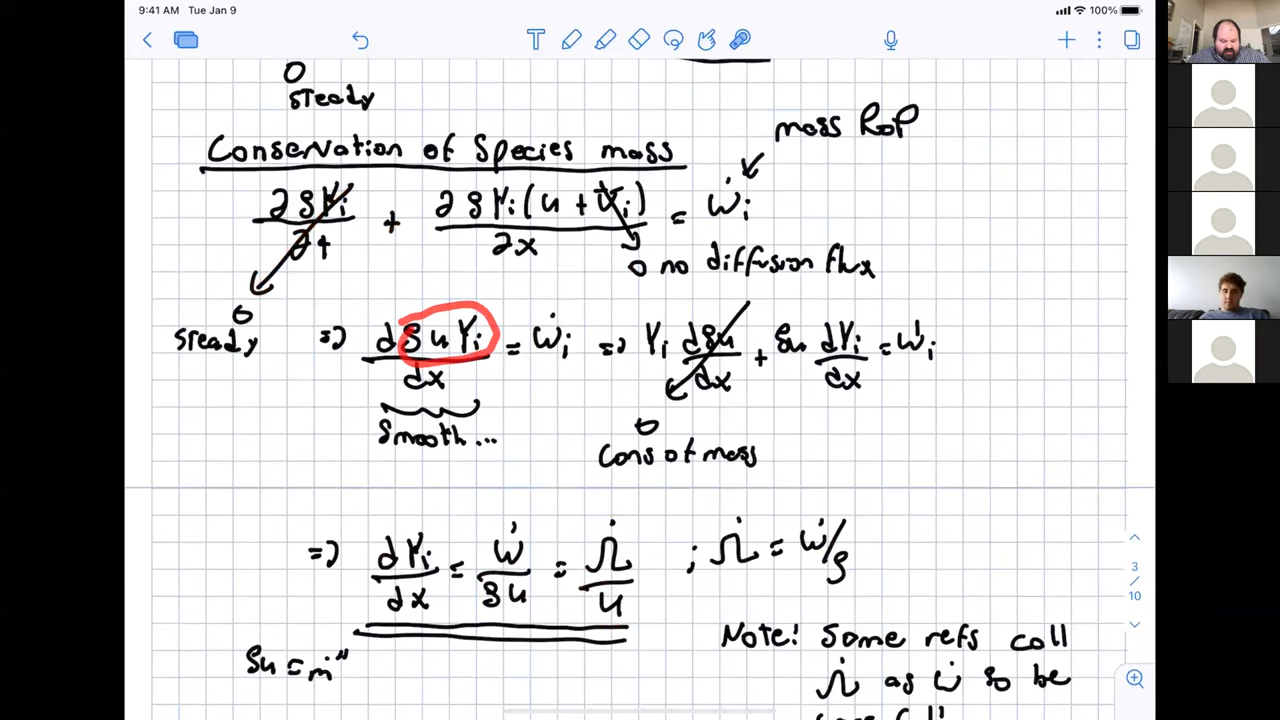 9:41 AM Tue Jan 9
100%
0
steady
mass RoP
Conservation of Species mass
∂ρYi/∂t + ∂ρYi(u + Vi)/∂x = ẇi
0 no diffusion flux
0
steady => dρuYi/dx = ẇi => Yi dρu/dx + ρu dYi/dx = ẇi
smooth...
0
cons of mass
=> dYi/dx = ẇ/ρu = Ω̇/u ; Ω̇ = ẇ/ρ
ρu = ṁ"
Note! Some refs call
Ω̇ as ẇ so be
3
/
10